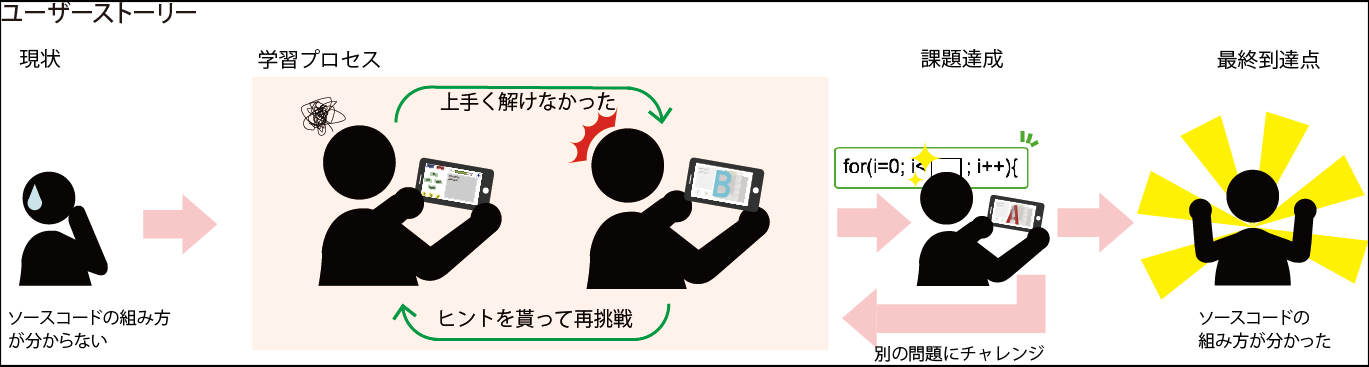 ユーザーストーリー
現状
学習プロセス
課題達成
最終到達点
上手く解けなかった
B
for(i=0; i< ; i++){
A
ヒントを貰って再挑戦
ソースコードの組み方
が分からない
別の問題にチャレンジ
ソースコードの
組み方が分かった